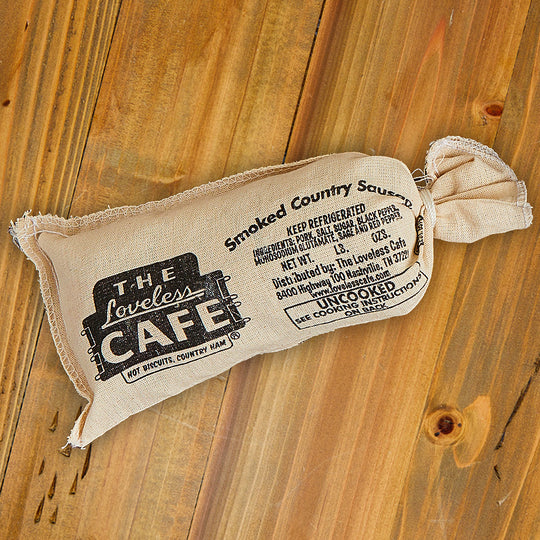 THE
Loveless
CAFE
HOT BISCUITS, COUNTRY HAM
®
Smoked Country Sausage
KEEP REFRIGERATED
INGREDIENTS: PORK, SALT, SUGAR, BLACK PEPPER,
MONOSODIUM GLUTAMATE, SAGE AND RED PEPPER.
NET WT. LB. OZS.
Distributed by: The Loveless Cafe
8400 Highway 100 Nashville, TN 37221
www.lovelesscafe.com
UNCOOKED
SEE COOKING INSTRUCTIONS
ON BACK